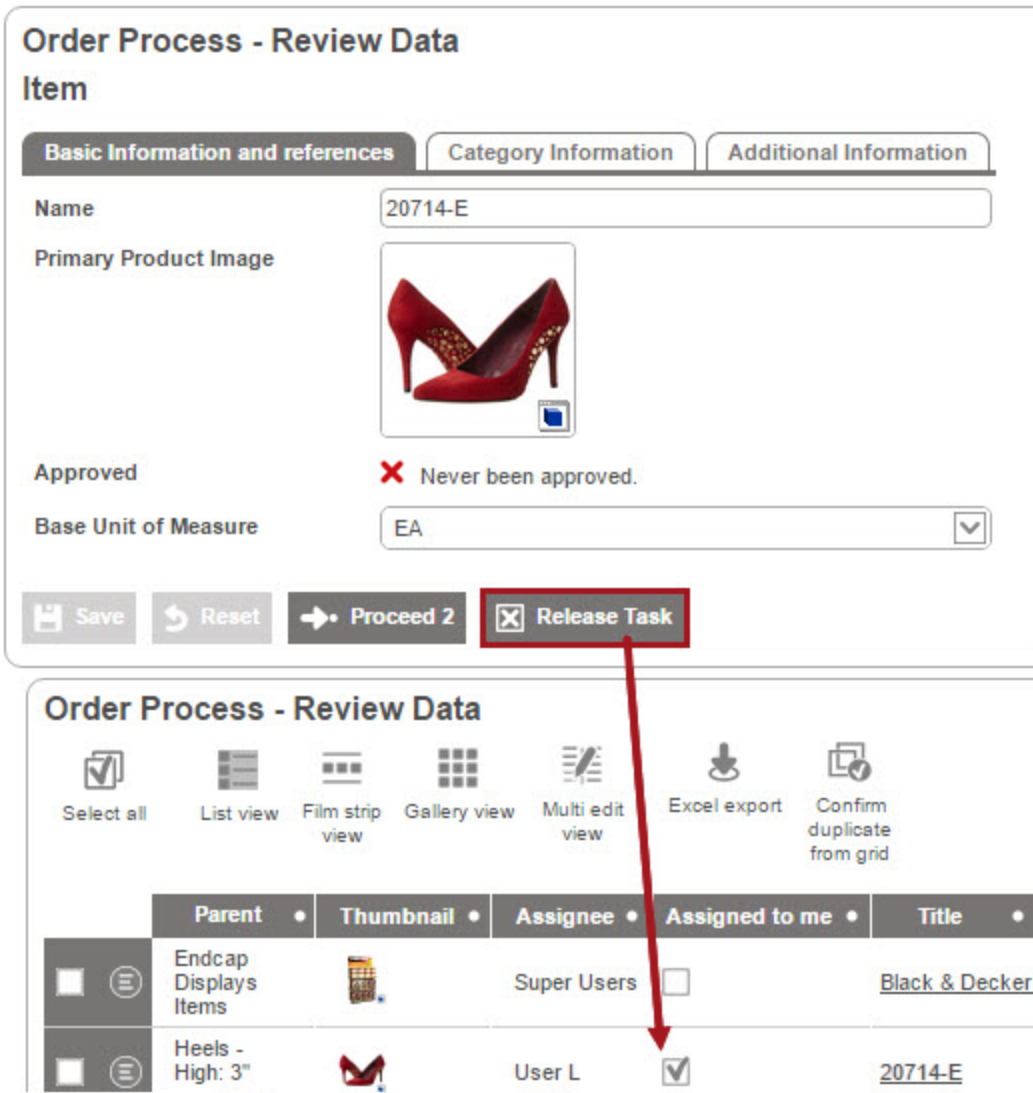 Order Process - Review Data
Item
Basic Information and references Category Information Additional Information
Name 20714-E
Primary Product Image
Approved Never been approved.
Base Unit of Measure EA
Save Reset Proceed 2 Release Task
Order Process - Review Data
Select all List view Film strip view Gallery view Multi edit view Excel export Confirm duplicate from grid
Parent Thumbnail Assignee Assigned to me Title
Endcap
Displays Super Users Black & Decker
Items
Heels -
High: 3" User L 20714-E